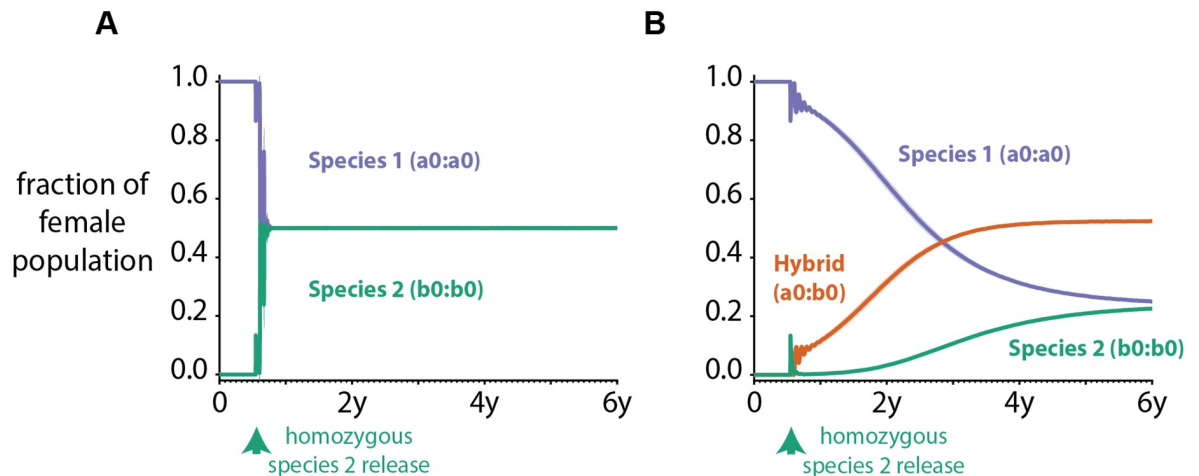 A
fraction of
female
population
1.0
0.8
0.6
0.4
0.2
0.0
Species 1 (a0:a0)
Species 2 (b0:b0)
0 2y 4y 6y
homozygous
species 2 release
B
1.0
0.8
0.6
0.4
0.2
0.0
Species 1 (a0:a0)
Hybrid
(a0:b0)
Species 2 (b0:b0)
0 2y 4y 6y
homozygous
species 2 release